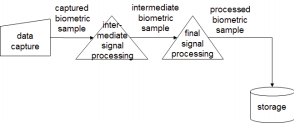 captured
biometric
sample
intermediate
biometric
sample
processed
biometric
sample
data
capture
inter-
mediate
signal
processing
final
signal
processing
storage